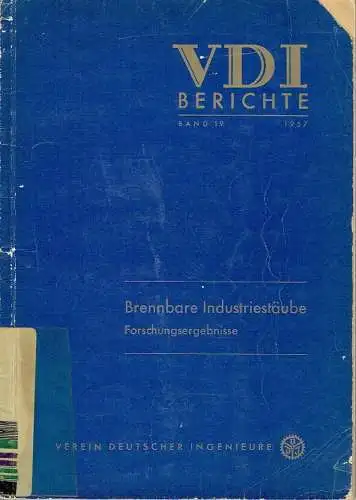 VDI
BERICHTE
BAND 19 1957
Brennbare Industriestäube
Forschungsergebnisse
VEREIN DEUTSCHER INGENIEURE